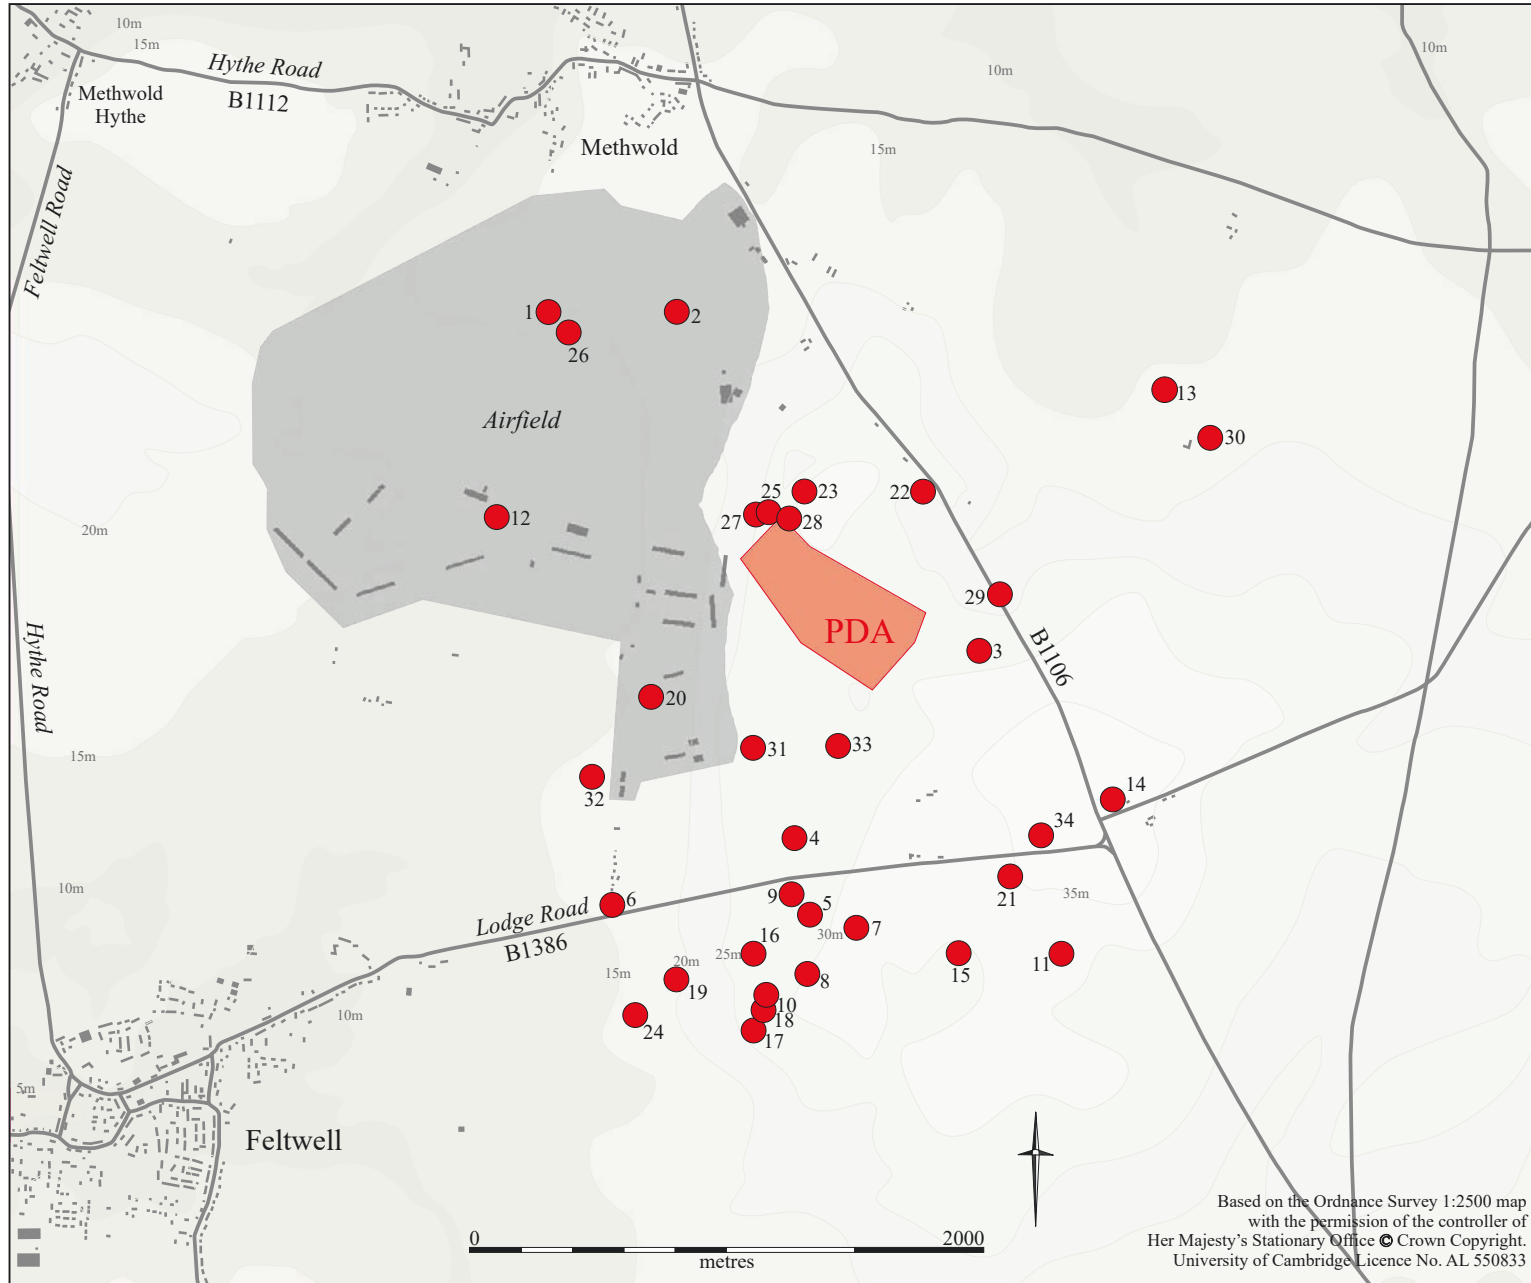 10m
15m
10m
Hythe Road
B1112
Methwold
Hythe
10m
Methwold
15m
Feltwell Road
1
2
26
13
Airfield
30
25
23
22
27
28
12
20m
29
PDA
Hythe Road
B1106
3
20
31
33
15m
32
14
34
4
10m
21
35m
9
5
6
Lodge Road
B1386
30m
7
16
25m
20m
15m
15
11
8
19
10
10m
18
24
17
5m
Feltwell
0
2000
metres
Based on the Ordnance Survey 1:2500 map
with the permission of the controller of
Her Majesty's Stationary Office © Crown Copyright.
University of Cambridge Licence No. AL 550833